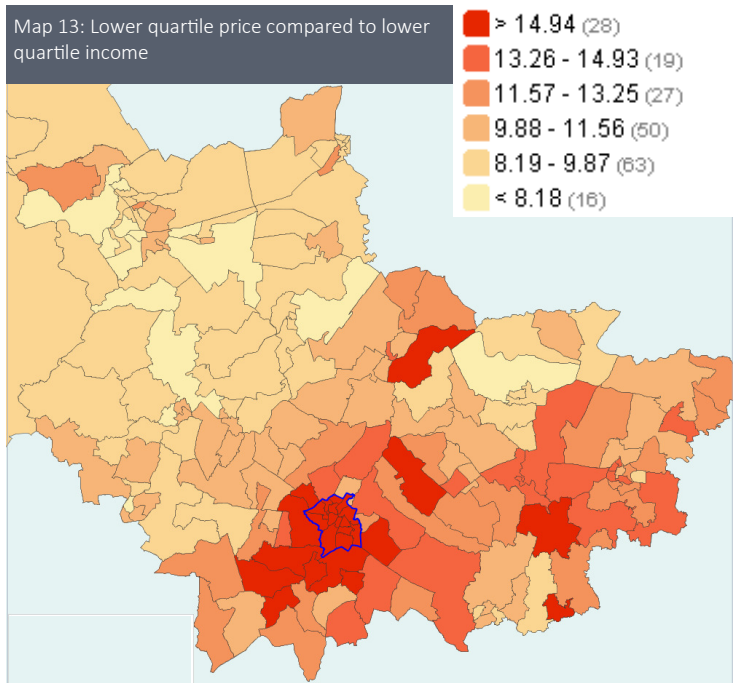 Map 13: Lower quartile price compared to lower
quartile income
> 14.94 (28)
13.26 - 14.93 (19)
11.57 - 13.25 (27)
9.88 - 11.56 (50)
8.19 - 9.87 (63)
< 8.18 (16)